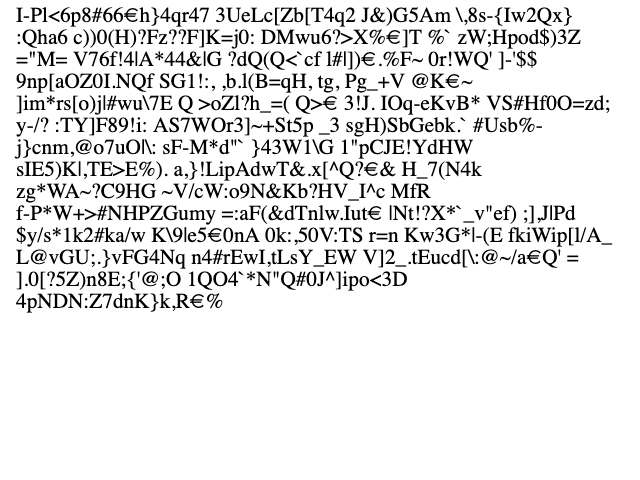 I-Pl<6p8#66€h}4qr47 3UeLc[Zb[T4q2 J&)G5Am \,8s-{Iw2Qx}
:Qha6 c))0(H)?Fz??F]K=j0: DMwu6?>X%€]T %` zW;Hpod$)3Z
="M= V76f!4|A*44&|G ?dQ(Q<`cf l#|])€.%F~ 0r!WQ' ]-'$$
9np[aOZ0I.NQf SG1!:, ,b.l(B=qH, tg, Pg_+V @K€~
]im*rs[o)j|#wu\7E Q >oZl?h_=( Q>€ 3!J. IOq-eKvB* VS#Hf0O=zd;
y-/? :TY]F89!i: AS7WOr3]~+St5p _3 sgH)SbGebk.` #Usb%-
j}cnm,@o7uO|\: sF-M*d"` }43W1\G 1"pCJE!YdHW
sIE5)K|,TE>E%). a,}!LipAdwT&.x[^Q?€& H_7(N4k
zg*WA~?C9HG ~V/cW:o9N&Kb?HV_I^c MfR
f-P*W+>#NHPZGumy =:aF(&dTnlw.Iut€ |Nt!?X*`_v"ef) ;],J|Pd
$y/s*1k2#ka/w K\9|e5€0nA 0k:,50V:TS r=n Kw3G*|-(E fkiWip[l/A_
L@vGU;.}vFG4Nq n4#rEwI,tLsY_EW V]2_.tEucd[\:@~/a€Q' =
].0[?5Z)n8E;{'@;O 1QO4`*N"Q#0J^]ipo<3D
4pNDN:Z7dnK}k,R€%